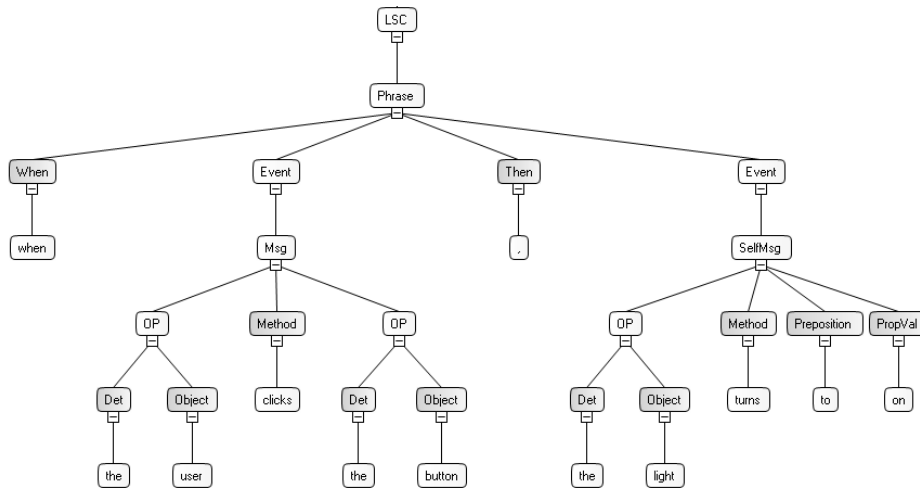 LSC
Phrase
When Event Then Event
when Msg , SelfMsg
OP Method OP OP Method Preposition PropVal
Det Object clicks Det Object Det Object turns to on
the user the button the light